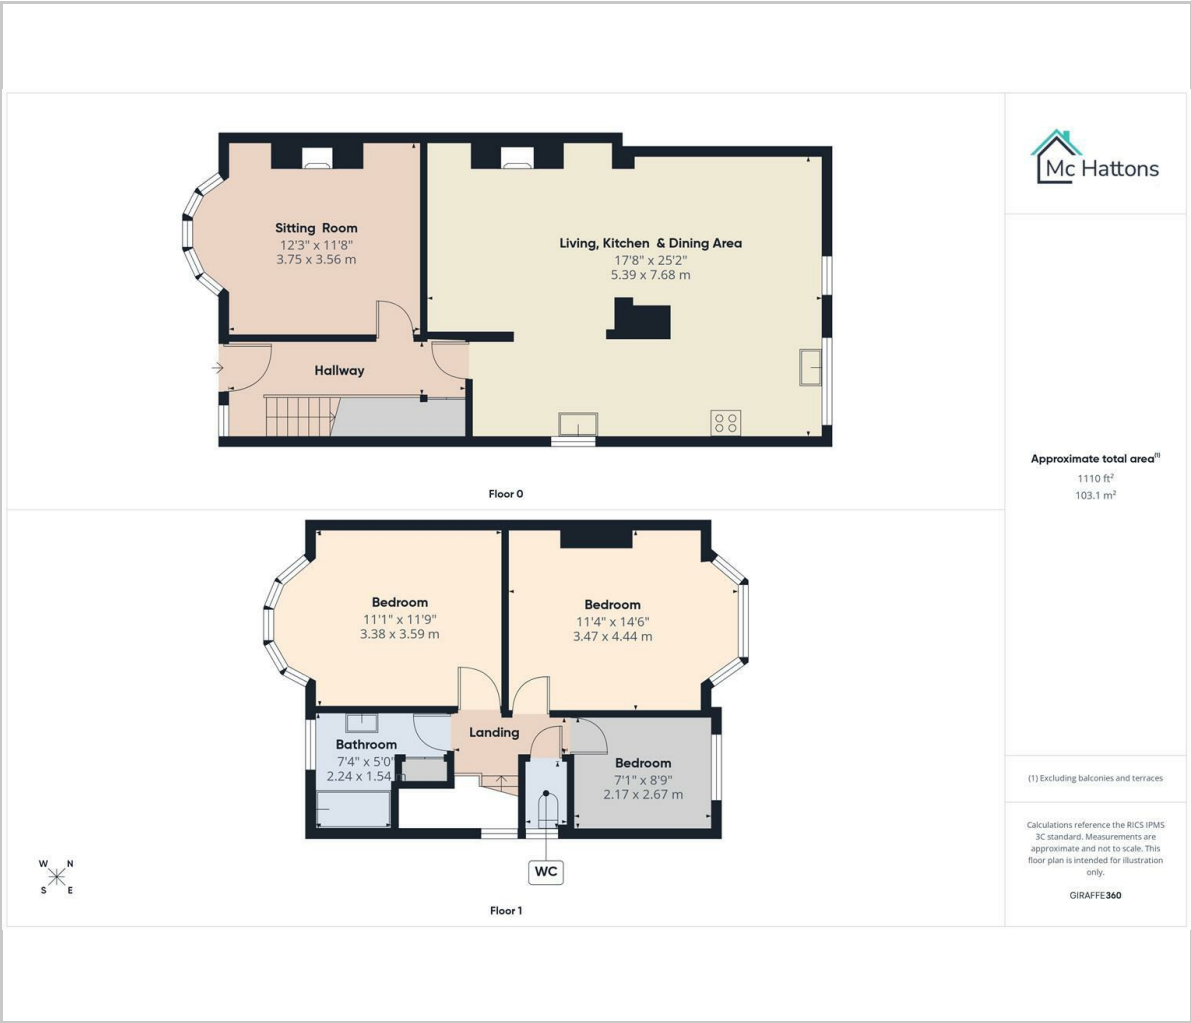 Sitting Room
12'3" x 11'8"
3.75 x 3.56 m
Living, Kitchen & Dining Area
17'8" x 25'2"
5.39 x 7.68 m
Hallway
Floor 0
Mc Hattons
Approximate total area(1)
1110 ft²
103.1 m²
Bedroom
11'1" x 11'9"
3.38 x 3.59 m
Bedroom
11'4" x 14'6"
3.47 x 4.44 m
Landing
Bathroom
7'4" x 5'0"
2.24 x 1.54 m
Bedroom
7'1" x 8'9"
2.17 x 2.67 m
WC
W N
S E
Floor 1
(1) Excluding balconies and terraces
Calculations reference the RICS IPMS
3C standard. Measurements are
approximate and not to scale. This
floor plan is intended for illustration
only.
GIRAFFE360